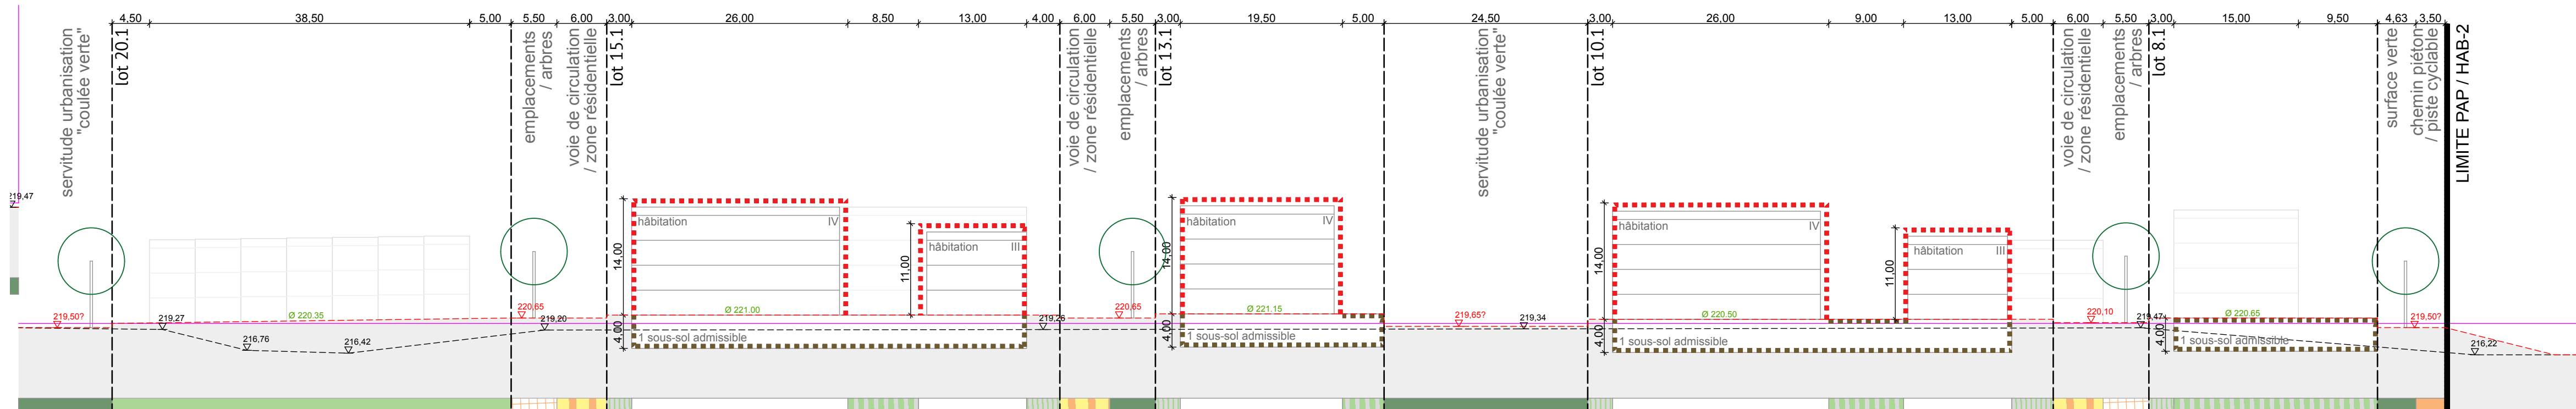 4,50 38,50 5,00 5,50 6,00 3,00 26,00 8,50 13,00 4,00 6,00 5,50 3,00 19,50 5,00 24,50 3,00 26,00 9,00 13,00 5,00 6,00 5,50 3,00 15,00 9,50 4,63 3,50
servitude urbanisation
"coulée verte"
lot 20.1
emplacements
/ arbres
voie de circulation
/ zone résidentielle
lot 15.1
voie de circulation
/ zone résidentielle
emplacements
/ arbres
lot 13.1
servitude urbanisation
"coulée verte"
lot 10.1
voie de circulation
/ zone résidentielle
emplacements
/ arbres
lot 8.1
surface verte
chemin piéton
/ piste cyclable
LIMITE PAP / HAB-2
219,47
219,50?
219,27
216,76
216,42
Ø 220.35
220,65
219,20
14,00
4,00
hâbitation IV
Ø 221.00
1 sous-sol admissible
11,00
hâbitation III
219,26
220,65
14,00
4,00
hâbitation IV
Ø 221.15
1 sous-sol admissible
219,65?
219,34
14,00
4,00
hâbitation IV
Ø 220.50
1 sous-sol admissible
11,00
hâbitation III
220,10
219,47
4,00
Ø 220.65
1 sous-sol admissible
219,50?
216,22